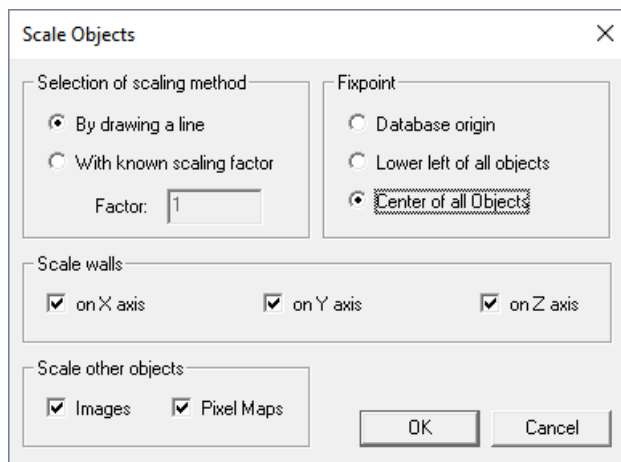 Scale Objects
Selection of scaling method
By drawing a line
With known scaling factor
Factor: 1
Fixpoint
Database origin
Lower left of all objects
Center of all Objects
Scale walls
on X axis
on Y axis
on Z axis
Scale other objects
Images
Pixel Maps
OK
Cancel